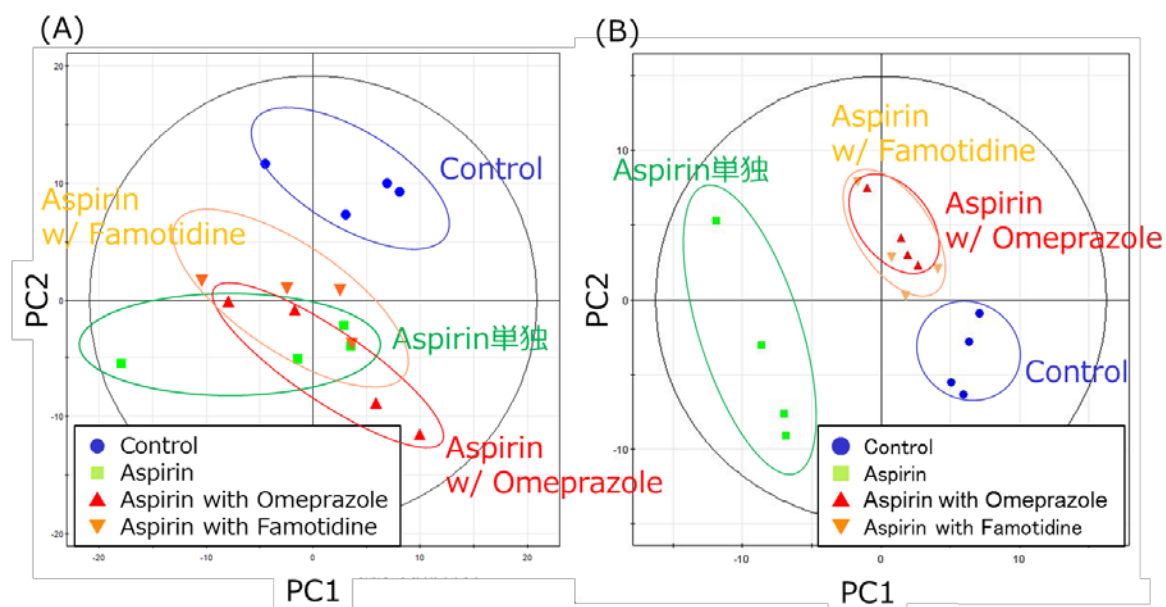 (A)
20
10
0
-10
-20
-20
-10
0
10
20
PC2
PC1
Control
Aspirin
w/ Famotidine
Aspirin単独
Aspirin
w/ Omeprazole
Control
Aspirin
Aspirin with Omeprazole
Aspirin with Famotidine
(B)
10
0
-10
-10
0
10
PC2
PC1
Aspirin
w/ Famotidine
Aspirin単独
Aspirin
w/ Omeprazole
Control
Control
Aspirin
Aspirin with Omeprazole
Aspirin with Famotidine